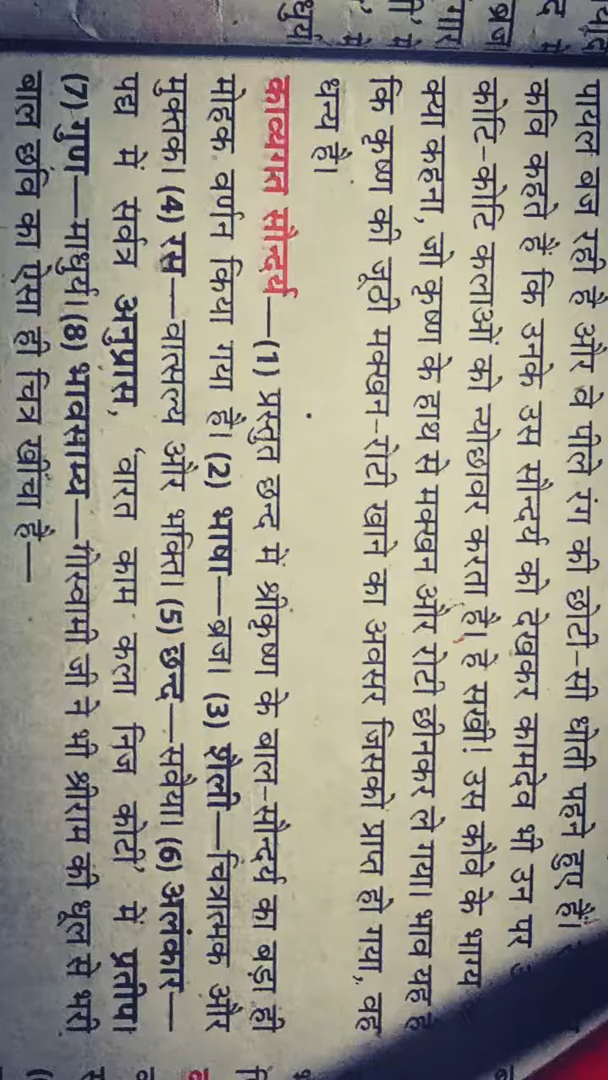 पायल बज रही है और वे पीले रंग की छोटी-सी धोती पहने हुए हैं।
कवि कहते हैं कि उनके उस सौन्दर्य को देखकर कामदेव भी उन पर
कोटि-कोटि कलाओं को न्योछावर करता है। हे सखी! उस कौवे के भाग्य
क्या कहना, जो कृष्ण के हाथ से मक्खन और रोटी छीनकर ले गया। भाव यह है
कि कृष्ण की जूठी मक्खन-रोटी खाने का अवसर जिसको प्राप्त हो गया, वह
धन्य है।
काव्यगत सौन्दर्य—(1) प्रस्तुत छन्द में श्रीकृष्ण के बाल-सौन्दर्य का बड़ा ही
मोहक वर्णन किया गया है। (2) भाषा—ब्रज। (3) शैली—चित्रात्मक और
मुक्तक। (4) रस—वात्सल्य और भक्ति। (5) छन्द—सवैया। (6) अलंकार—
पद्य में सर्वत्र अनुप्रास, 'वारत काम कला निज कोटी' में प्रतीप।
(7) गुण—माधुर्य। (8) भावसाम्य—गोस्वामी जी ने भी श्रीराम की धूल से भरी
बाल छवि का ऐसा ही चित्र खींचा है—